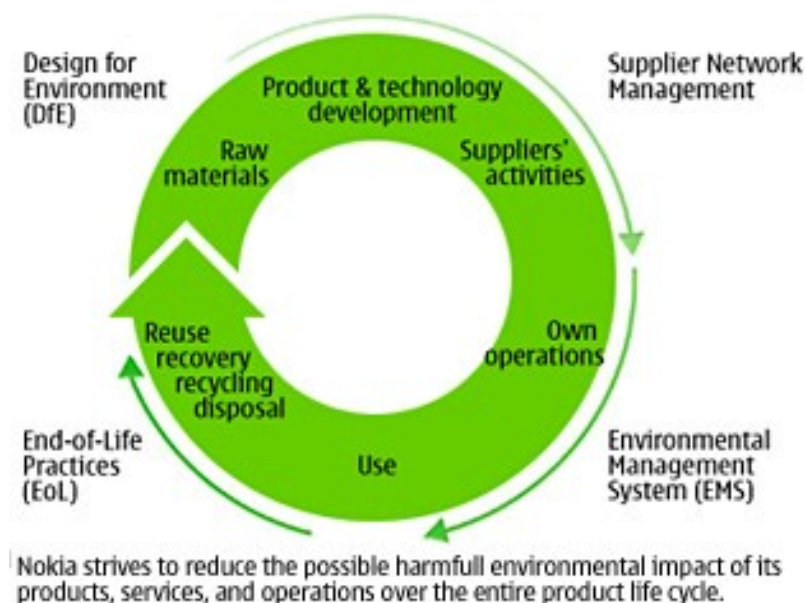 Design for
Environment
(DfE)
Supplier Network
Management
Product & technology
development
Raw
materials
Suppliers'
activities
Own
operations
Reuse
recovery
recycling
disposal
Use
End-of-Life
Practices
(EoL)
Environmental
Management
System (EMS)
Nokia strives to reduce the possible harmfull environmental impact of its
products, services, and operations over the entire product life cycle.